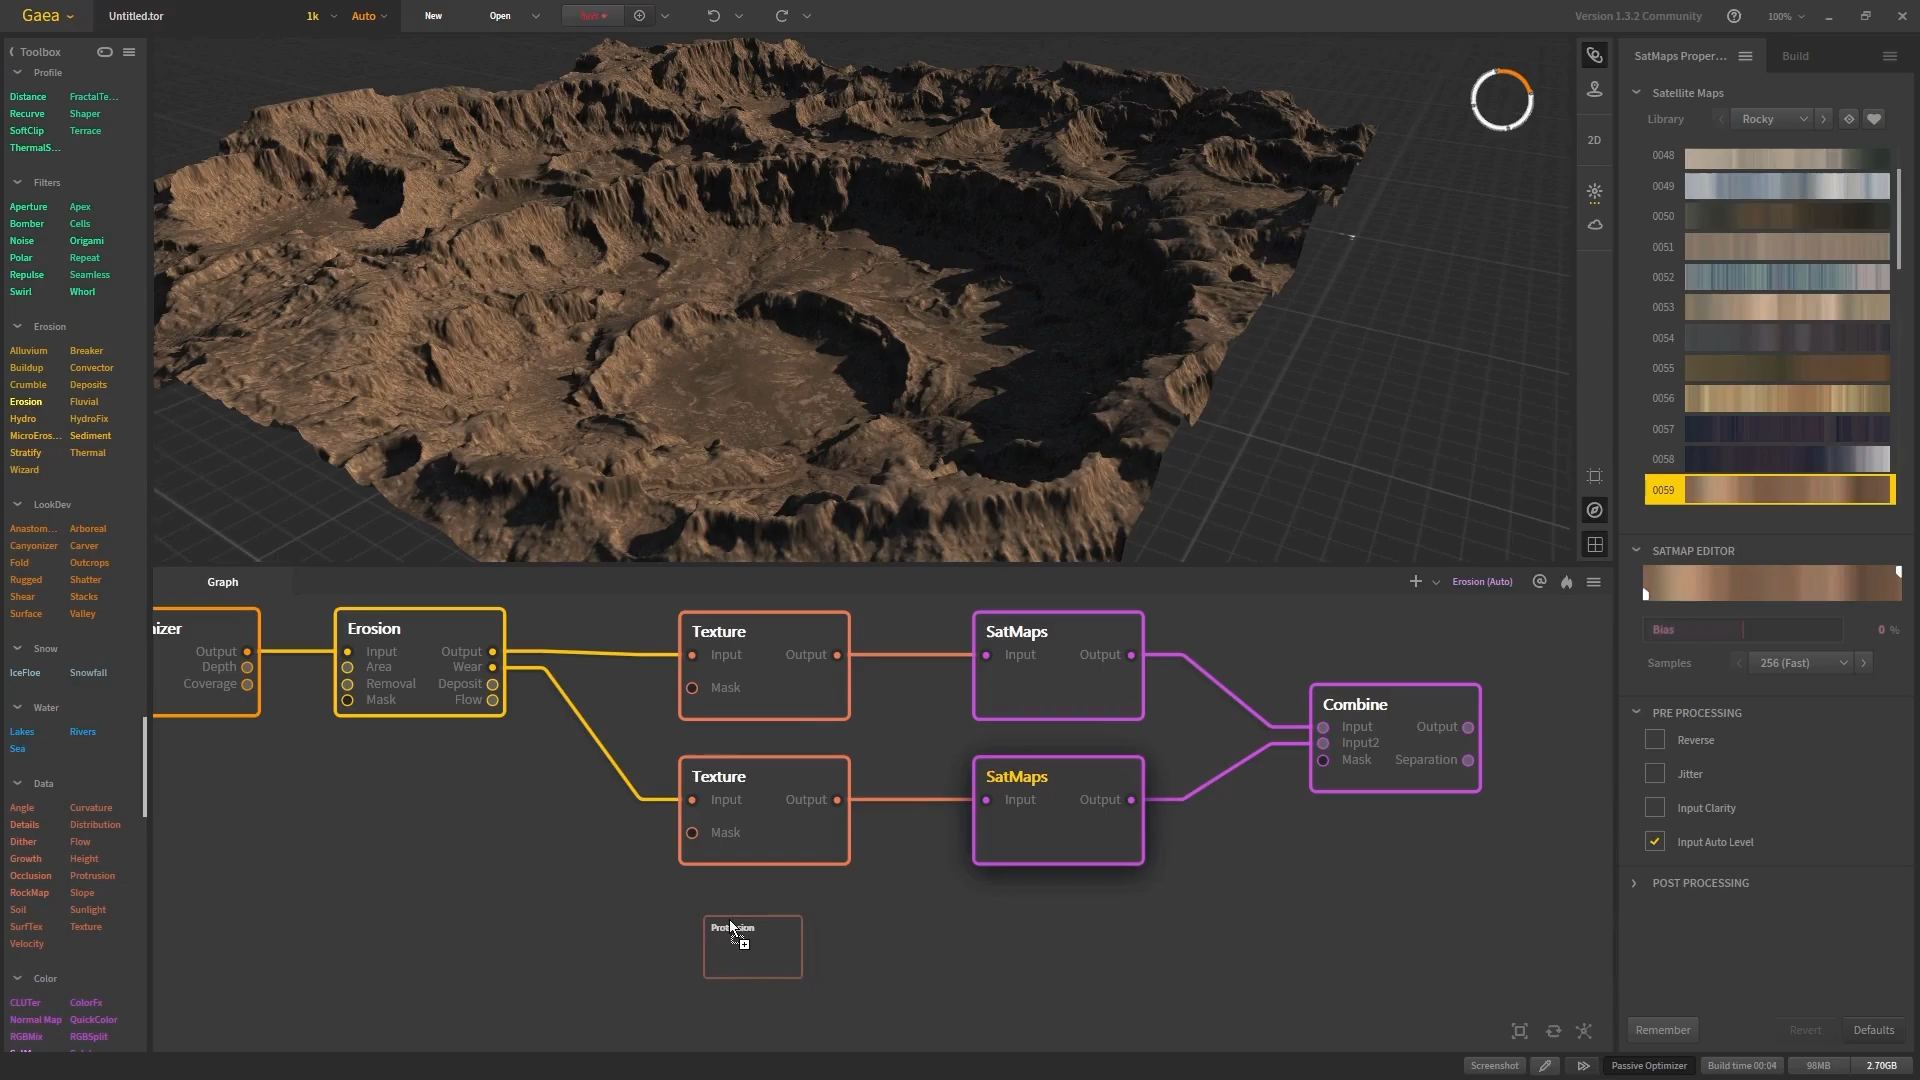 Gaea
Untitled.tor
1k
Auto
New
Open
Version 1.3.2 Community
100%
Toolbox
Profile
Distance FractalTe...
Recurve Shaper
SoftClip Terrace
ThermalS...
Filters
Aperture Apex
Bomber Cells
Noise Origami
Polar Repeat
Repulse Seamless
Swirl Whorl
Erosion
Alluvium Breaker
Buildup Convector
Crumble Deposits
Erosion Fluvial
Hydro HydroFix
MicroEros... Sediment
Stratify Thermal
Wizard
LookDev
Anastom... Arboreal
Canyonizer Carver
Fold Outcrops
Rugged Shatter
Shear Stacks
Surface Valley
Snow
IceFloe Snowfall
Water
Lakes Rivers
Sea
Data
Angle Curvature
Details Distribution
Dither Flow
Growth Height
Occlusion Protrusion
RockMap Slope
Soil Sunlight
SurfTex Texture
Velocity
Color
CLUTer ColorFx
Normal Map QuickColor
RGBMix RGBSplit
2D
Graph
Erosion (Auto)
izer
Output
Depth
Coverage
Erosion
Input Output
Area Wear
Removal Deposit
Mask Flow
Texture
Input Output
Mask
SatMaps
Input Output
Texture
Input Output
Mask
SatMaps
Input Output
Combine
Input Output
Input2
Mask Separation
SatMaps Proper...
Build
Satellite Maps
Library Rocky
0048
0049
0050
0051
0052
0053
0054
0055
0056
0057
0058
0059
SATMAP EDITOR
Bias 0 %
Samples 256 (Fast)
PRE PROCESSING
Reverse
Jitter
Input Clarity
Input Auto Level
POST PROCESSING
Remember Revert Defaults
Screenshot
Passive Optimizer
Build time 00:04
98MB
2.70GB